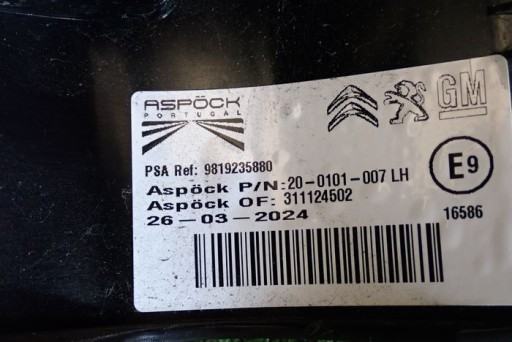 ASPÖCK
PORTUGAL
GM
PSA Ref: 9819235880
Aspöck P/N: 20-0101-007 LH
Aspöck OF: 311124502
26-03-2024
E9
16586